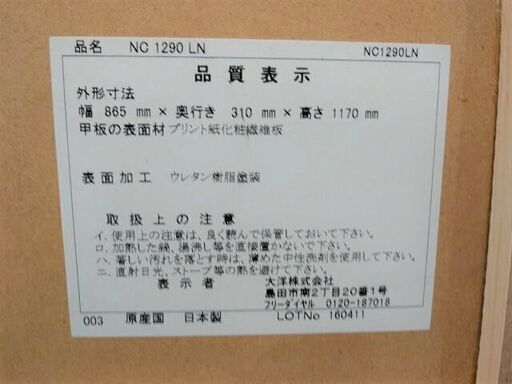 品名 NC 1290 LN NC1290LN
品質表示
外形寸法
幅 865 mm × 奥行き 310 mm × 高さ 1170 mm
甲板の表面材 プリント紙化粧繊維板
表面加工 ウレタン樹脂塗装
取扱上の注意
イ．使用上の注意は、良く読んで保管しておいて下さい。
ロ．加熱した鍋、湯沸し等を直接置かないで下さい。
ハ．著しい汚れを落とす時は、薄めた中性洗剤を使用して下さい。
ニ．直射日光、ストーブ等の熱を避けて下さい。
表示者 大洋株式会社
島田市南2丁目20番1号
フリーダイヤル 0120-187018
003 原産国 日本製 LOTNo 160411